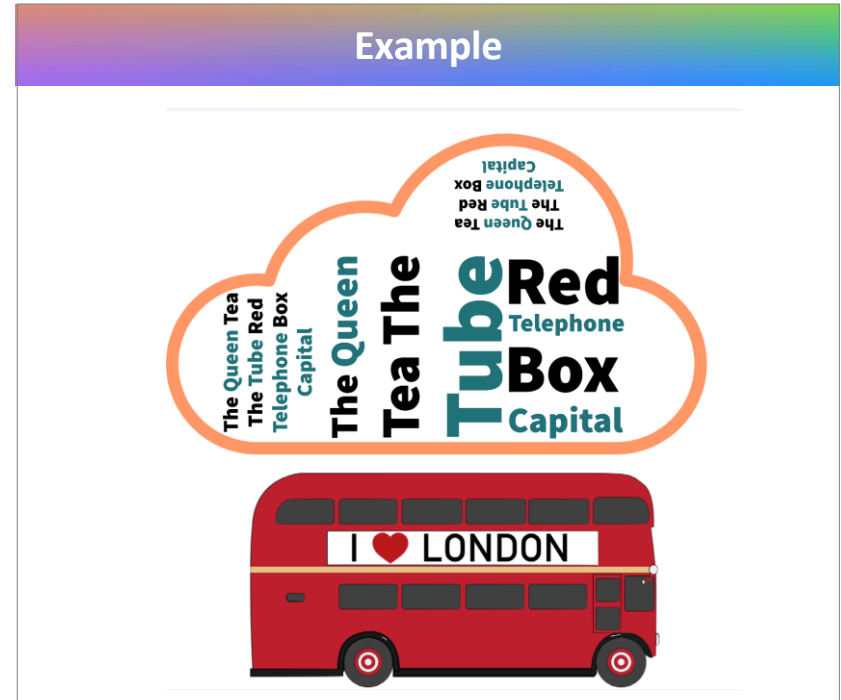 Example
The Queen Tea
The Tube Red
Telephone Box
Capital
The Queen Tea
The Tube Red
Telephone Box
Capital
The Queen
Tea The
Tube
Red
Telephone
Box
Capital
I ❤ LONDON